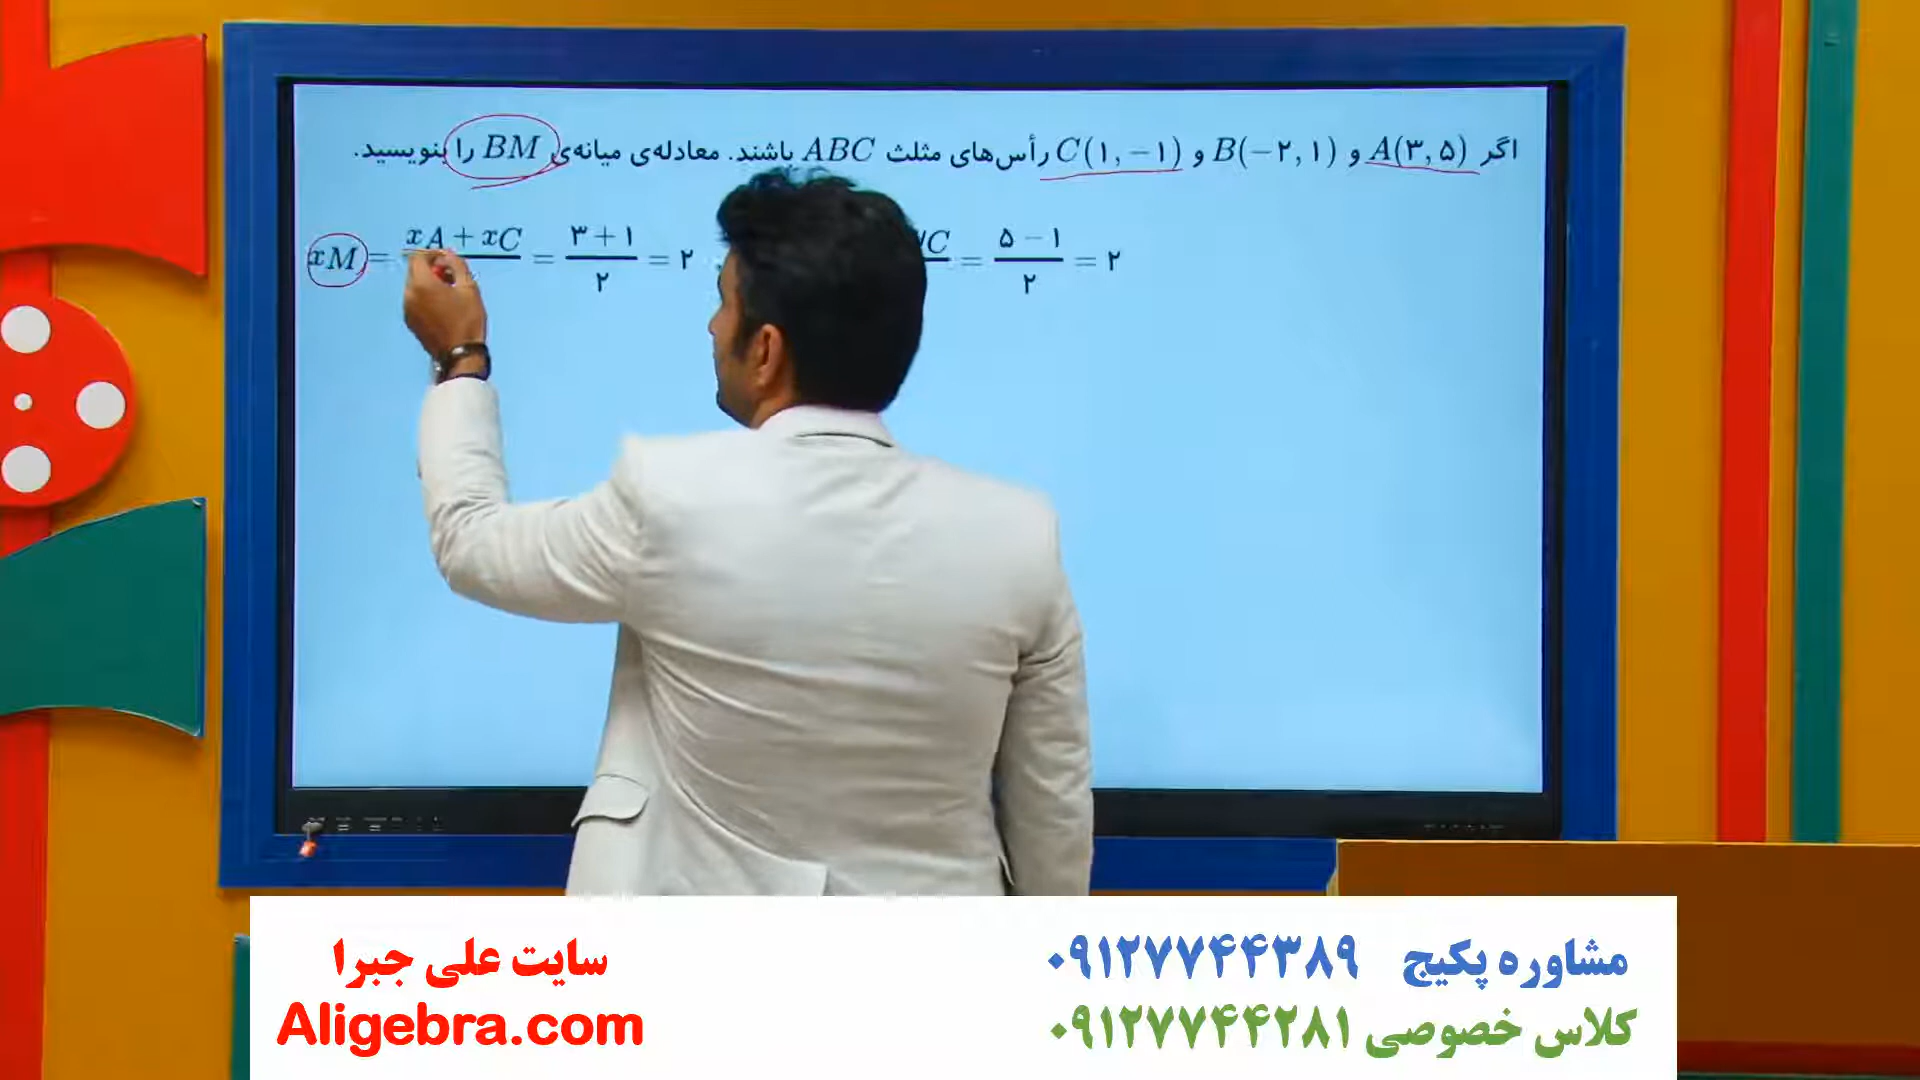 اگر A(۳,۵) و B(−۲,۱) و C(۱,−۱) رأس‌های مثلث ABC باشند. معادله‌ی میانه‌ی BM را بنویسید.
xM = xA + xC = ۳ + ۱ / ۲ = ۲
C = ۵ − ۱ / ۲ = ۲
سایت علی جبرا
Aligebra.com
مشاوره پکیج ۰۹۱۲۷۷۴۴۳۸۹
کلاس خصوصی ۰۹۱۲۷۷۴۴۲۸۱